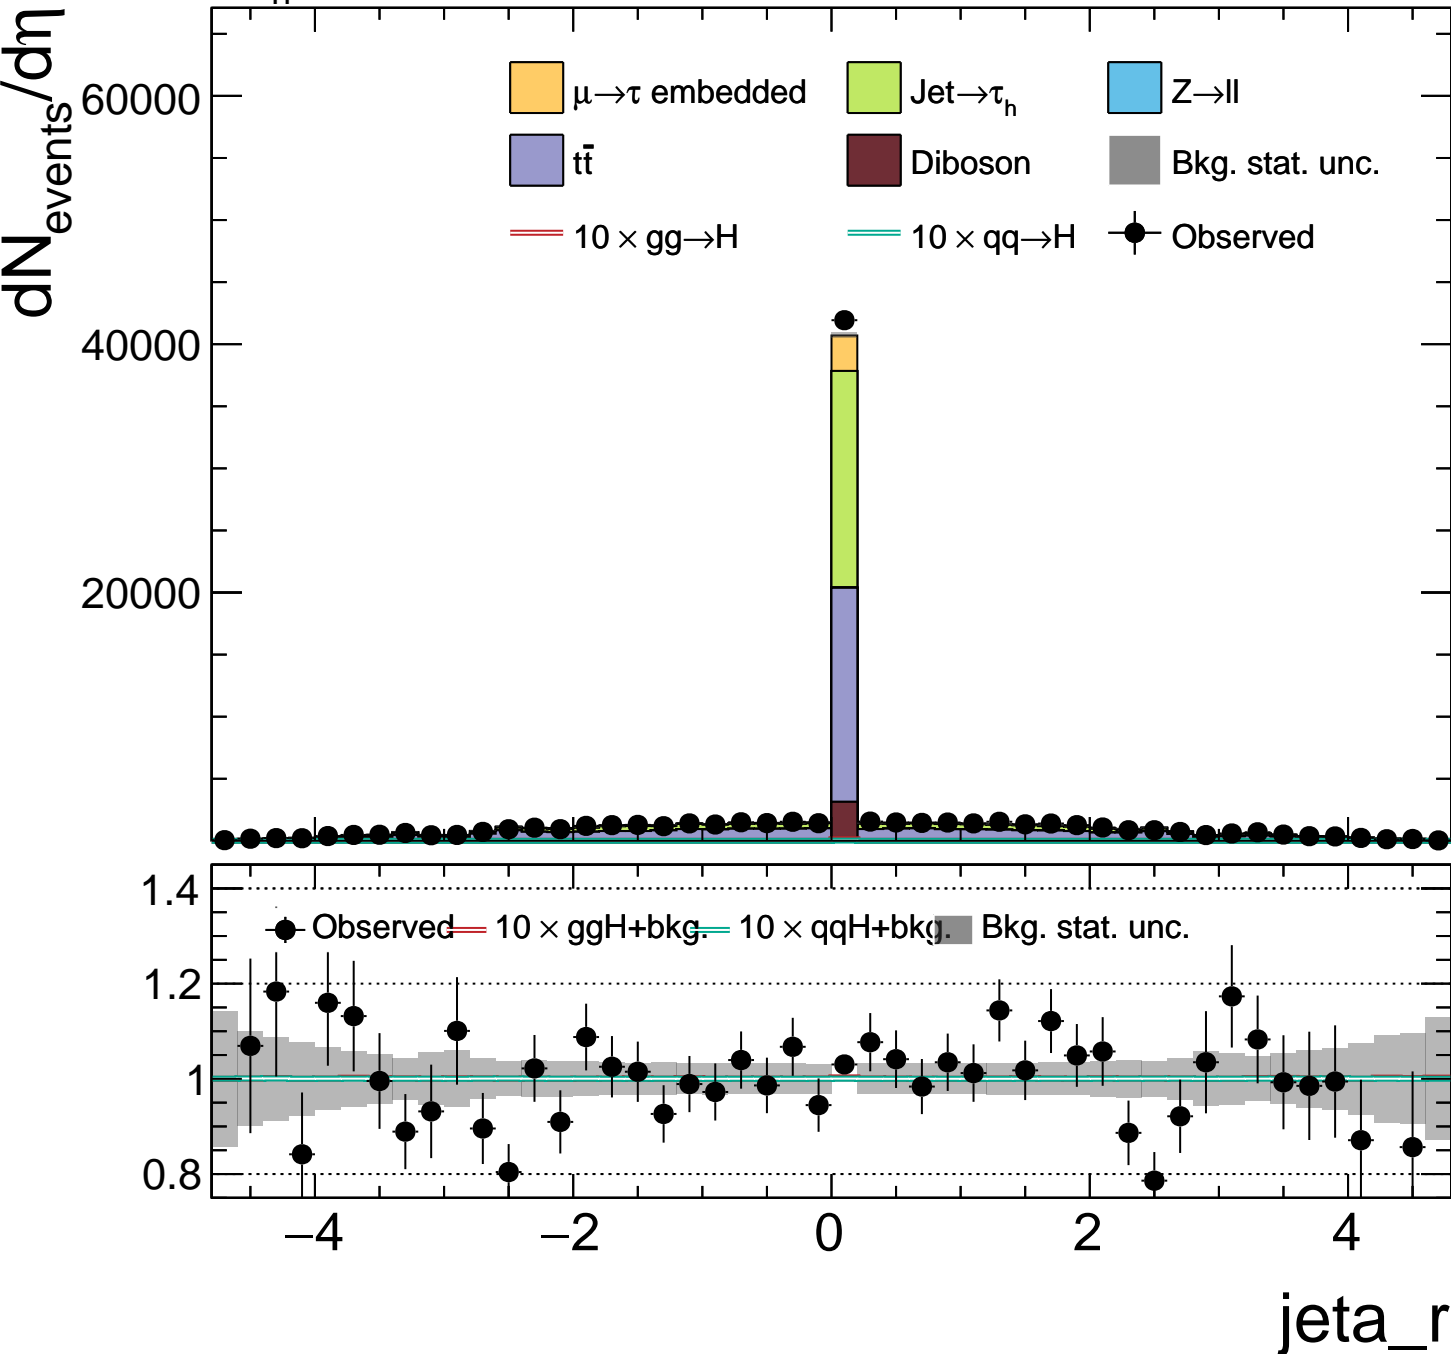 dN_events/dη
60000
40000
20000
μ→τ embedded
Jet→τ_h
Z→ll
tt̄
Diboson
Bkg. stat. unc.
10 × gg→H
10 × qq→H
Observed
1.4
1.2
1
0.8
Observed
10 × ggH+bkg.
10 × qqH+bkg.
Bkg. stat. unc.
−4 −2 0 2 4
jeta_r